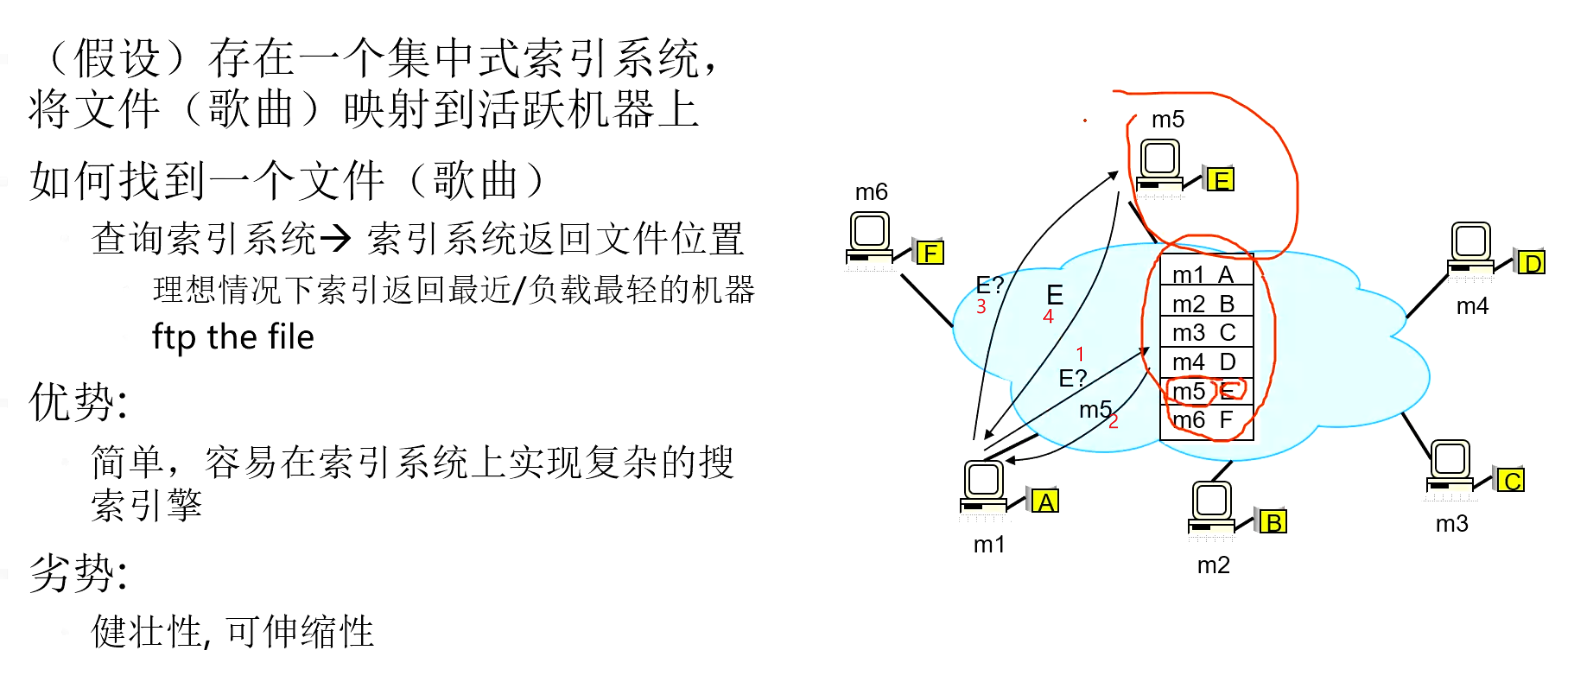 （假设）存在一个集中式索引系统，
将文件（歌曲）映射到活跃机器上
如何找到一个文件（歌曲）
查询索引系统→ 索引系统返回文件位置
理想情况下索引返回最近/负载最轻的机器
ftp the file
优势:
简单，容易在索引系统上实现复杂的搜
索引擎
劣势:
健壮性, 可伸缩性
m5
E
m6
F
D
m4
m1 A
m2 B
m3 C
m4 D
m5 E
m6 F
E?
3
E
4
1
E?
m5
2
A
m1
B
m2
C
m3